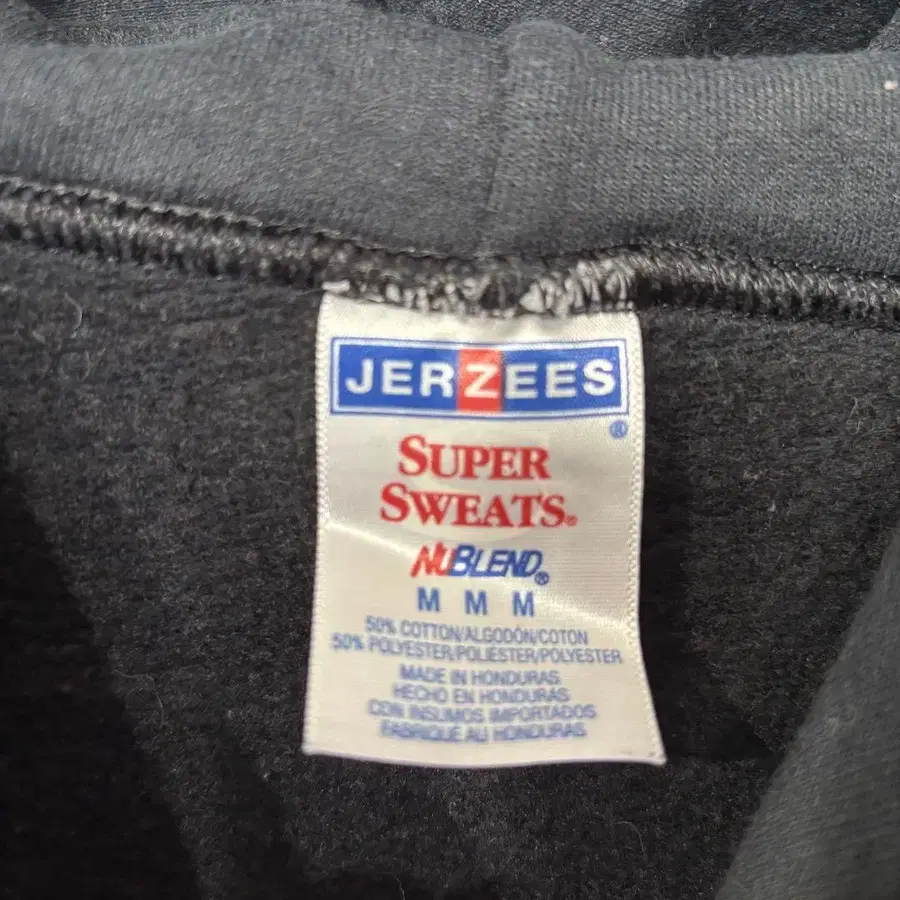 JERZEES
®
SUPER
SWEATS®
NUBLEND®
M M M
50% COTTON/ALGODÓN/COTON
50% POLYESTER/POLIESTER/POLYESTER
MADE IN HONDURAS
HECHO EN HONDURAS
CON INSUMOS IMPORTADOS
FABRIQUÉ AU HONDURAS